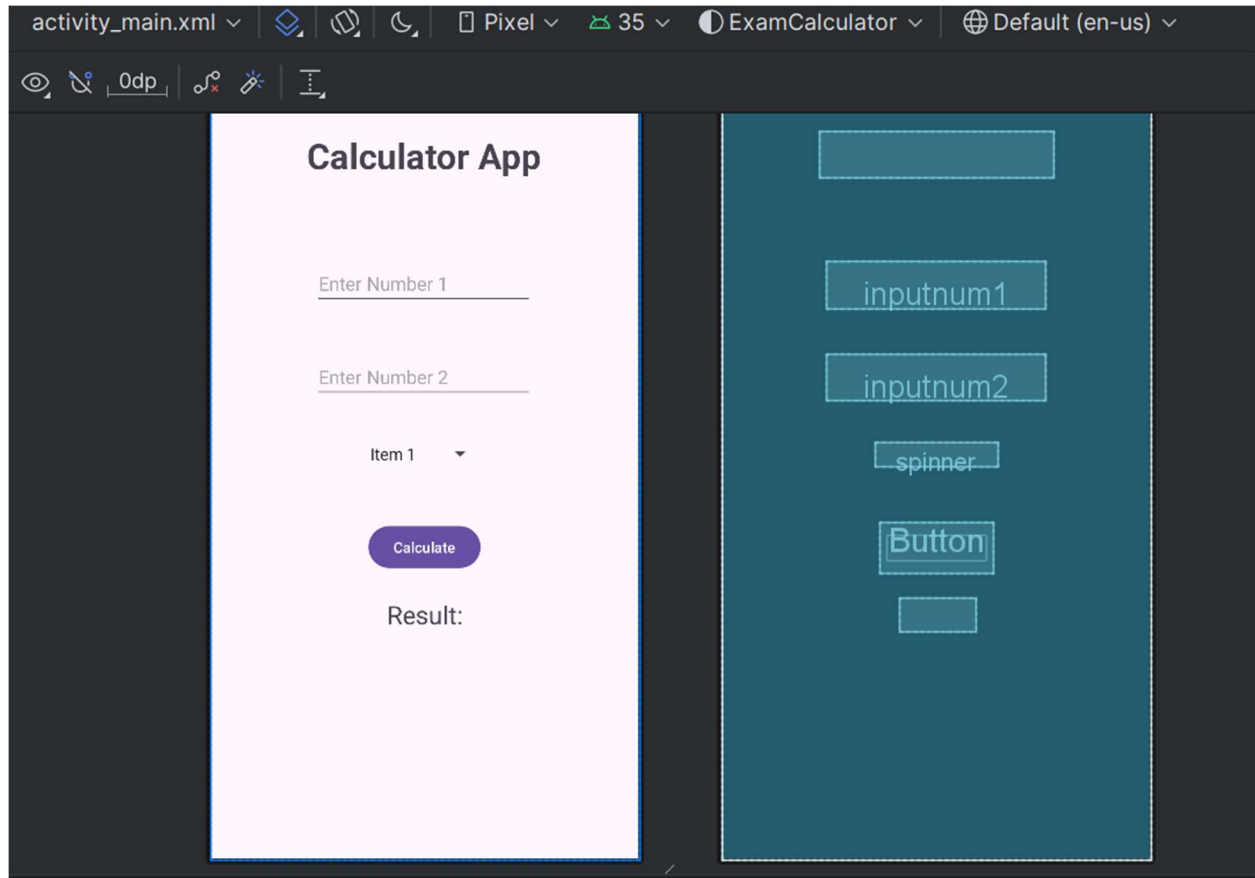 activity_main.xml Pixel 35 ExamCalculator Default (en-us)
0dp
Calculator App
Enter Number 1
Enter Number 2
Item 1
Calculate
Result:
inputnum1
inputnum2
spinner
Button